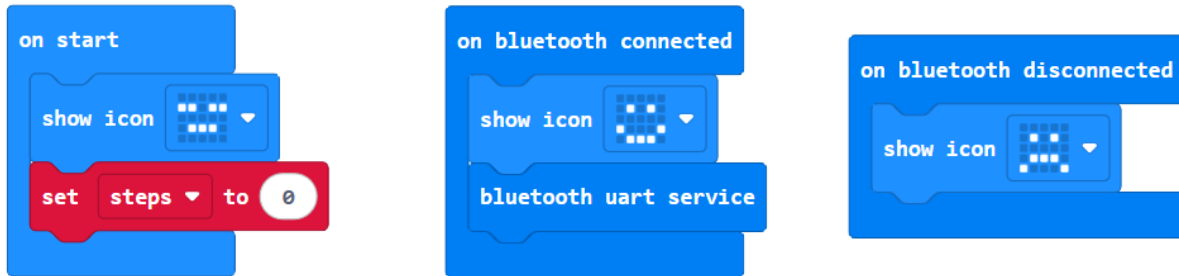 on start
show icon
set steps to 0
on bluetooth connected
show icon
bluetooth uart service
on bluetooth disconnected
show icon